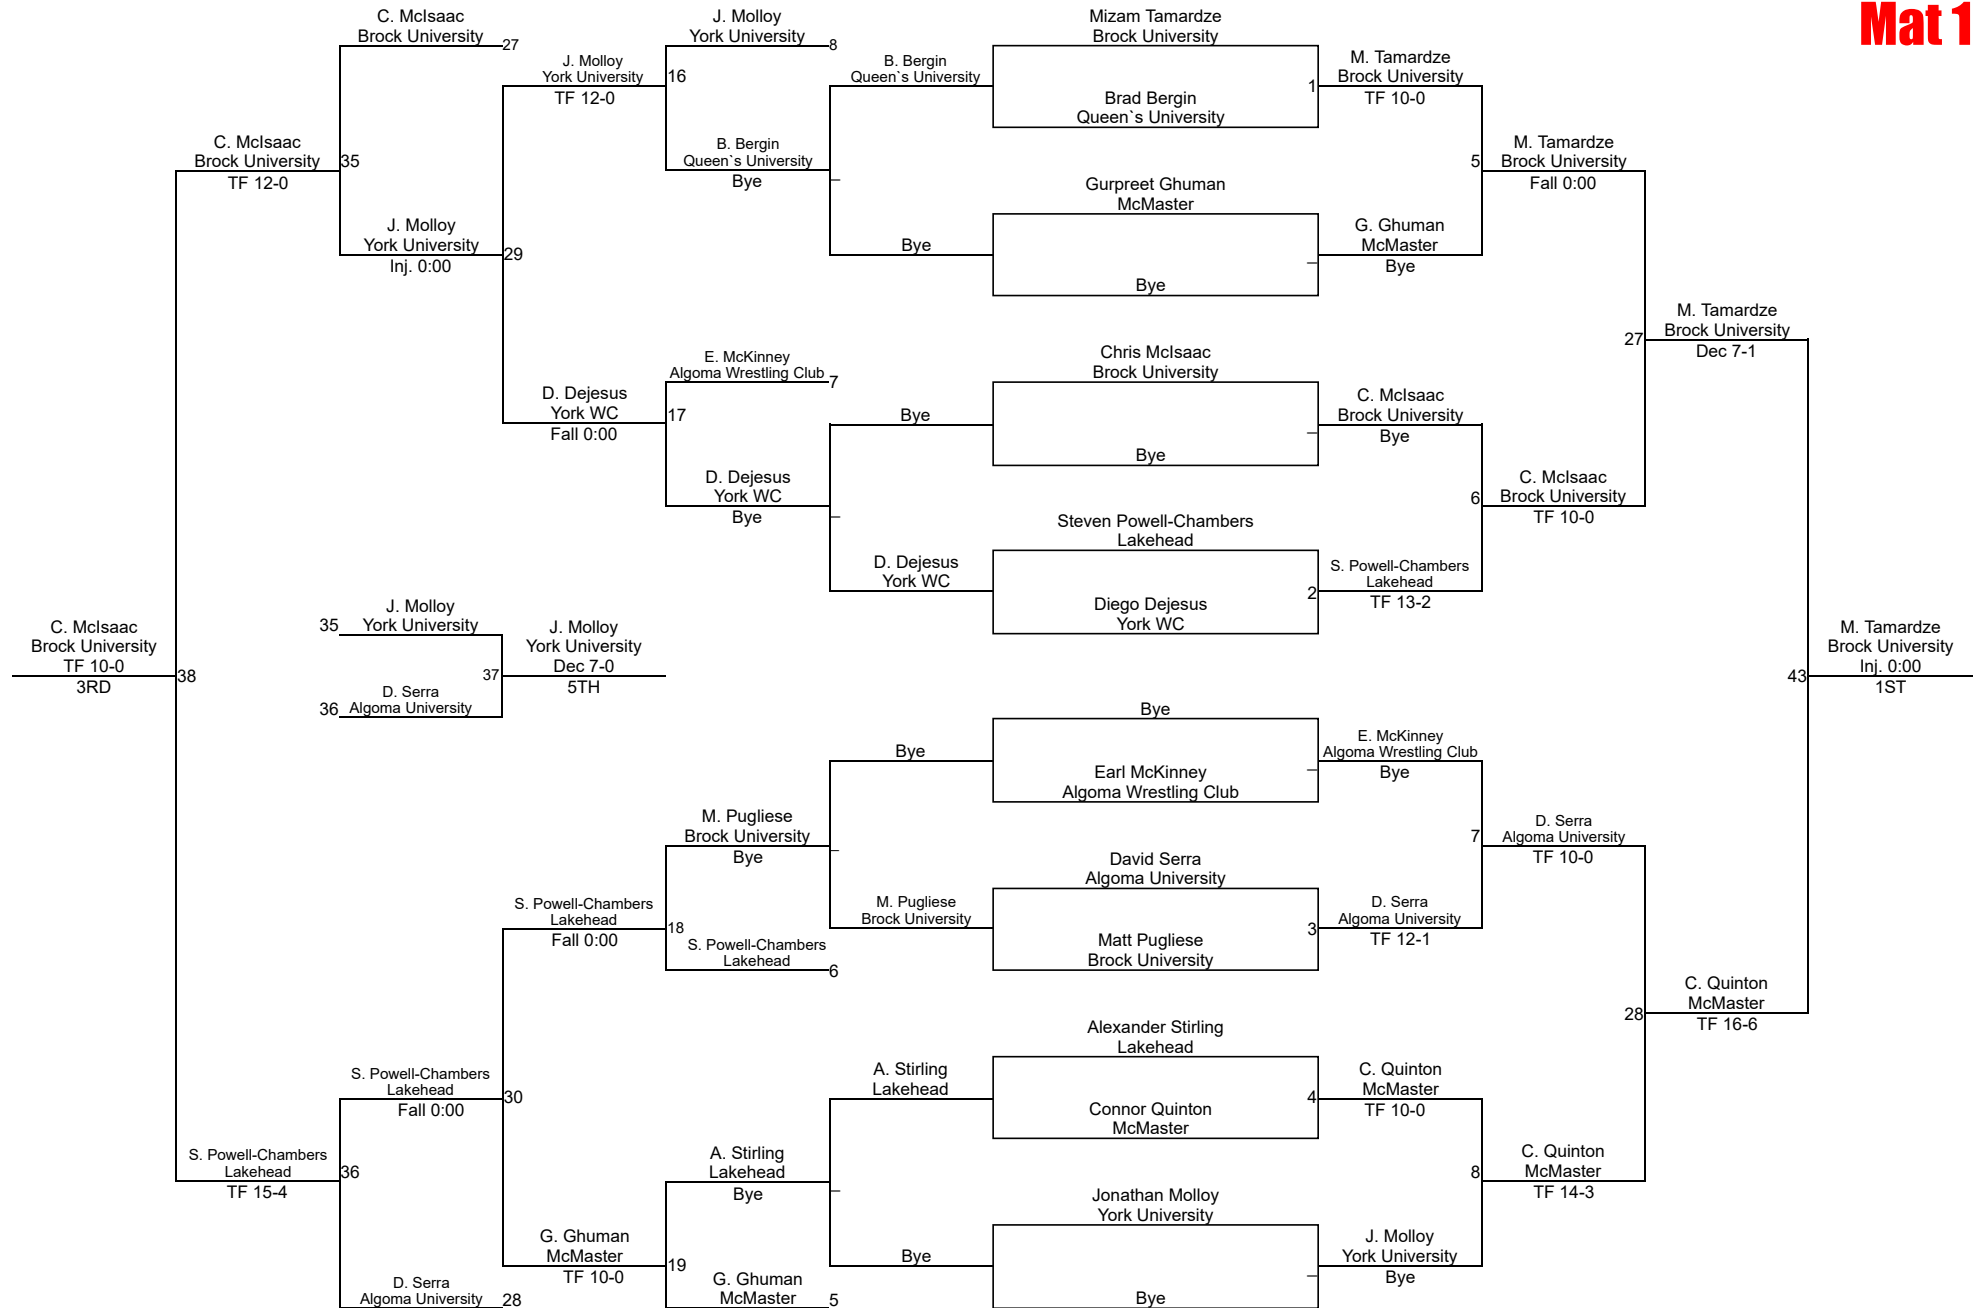 Mat 1
C. McIsaac
Brock University
27
J. Molloy
York University
8
Mizam Tamardze
Brock University
J. Molloy
York University
16
TF 12-0
B. Bergin
Queen`s University
1
M. Tamardze
Brock University
TF 10-0
Brad Bergin
Queen`s University
C. McIsaac
Brock University
35
TF 12-0
B. Bergin
Queen`s University
Bye
M. Tamardze
5
Brock University
Fall 0:00
Gurpreet Ghuman
McMaster
J. Molloy
York University
Inj. 0:00
29
Bye
G. Ghuman
McMaster
Bye
Bye
M. Tamardze
Brock University
27
Dec 7-1
E. McKinney
Algoma Wrestling Club
7
Chris McIsaac
Brock University
D. Dejesus
York WC
17
Fall 0:00
Bye
C. McIsaac
Brock University
Bye
Bye
D. Dejesus
York WC
Bye
C. McIsaac
6
Brock University
TF 10-0
Steven Powell-Chambers
Lakehead
D. Dejesus
York WC
2
S. Powell-Chambers
Lakehead
TF 13-2
Diego Dejesus
York WC
J. Molloy
35
York University
C. McIsaac
Brock University
TF 10-0
38
3RD
J. Molloy
York University
Dec 7-0
37
5TH
D. Serra
36
Algoma University
M. Tamardze
Brock University
Inj. 0:00
43
1ST
Bye
Bye
E. McKinney
Algoma Wrestling Club
Bye
Earl McKinney
Algoma Wrestling Club
M. Pugliese
Brock University
Bye
7
D. Serra
Algoma University
TF 10-0
David Serra
Algoma University
S. Powell-Chambers
Lakehead
18
Fall 0:00
M. Pugliese
Brock University
3
D. Serra
Algoma University
TF 12-1
Matt Pugliese
Brock University
S. Powell-Chambers
Lakehead
6
C. Quinton
McMaster
28
TF 16-6
Alexander Stirling
Lakehead
S. Powell-Chambers
Lakehead
30
Fall 0:00
A. Stirling
Lakehead
4
C. Quinton
McMaster
TF 10-0
Connor Quinton
McMaster
S. Powell-Chambers
Lakehead
36
TF 15-4
A. Stirling
Lakehead
Bye
8
C. Quinton
McMaster
TF 14-3
Jonathan Molloy
York University
G. Ghuman
McMaster
19
TF 10-0
Bye
J. Molloy
York University
Bye
D. Serra
Algoma University
28
G. Ghuman
McMaster
5
Bye